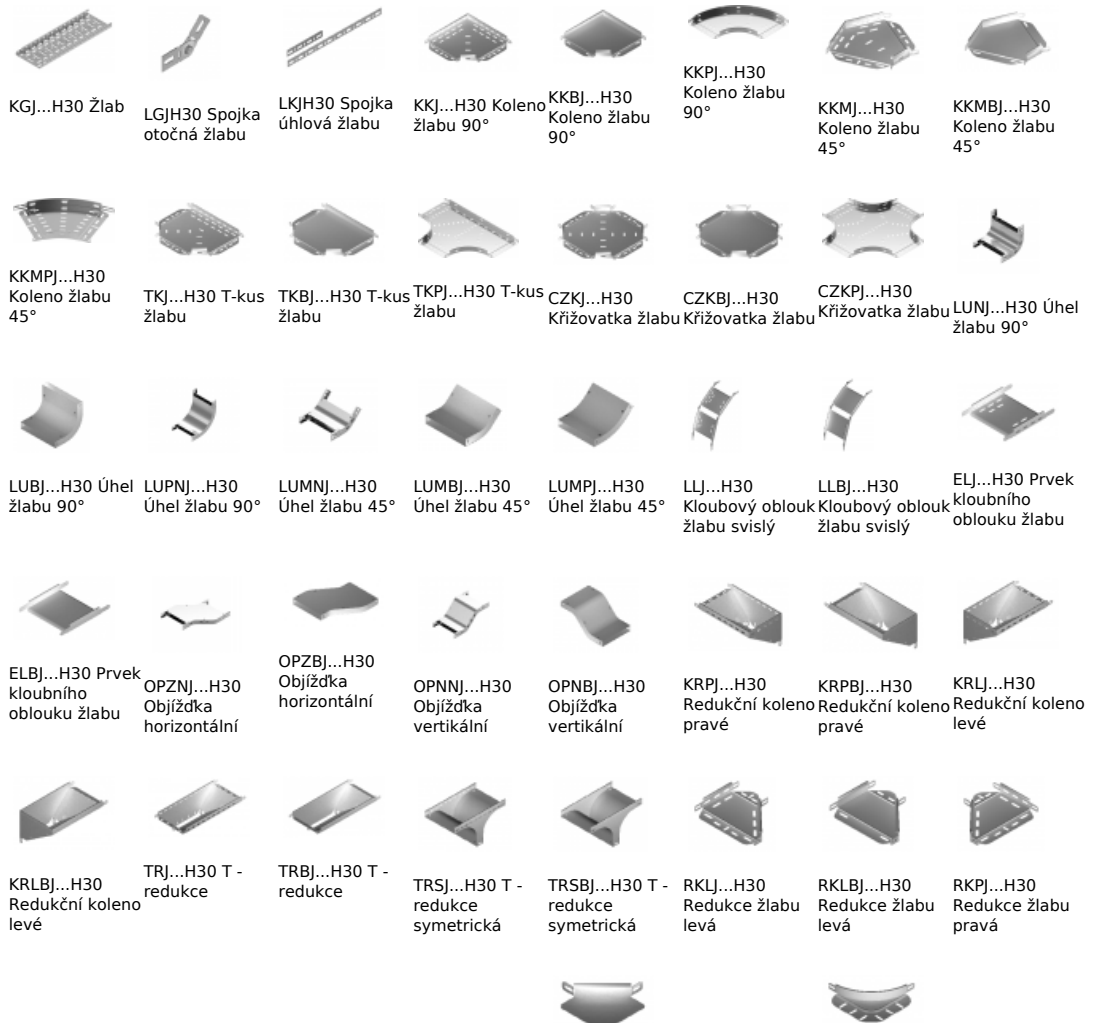 KGJ...H30 Žlab
LGJH30 Spojka
otočná žlabu
LKJH30 Spojka
úhlová žlabu
KKJ...H30 Koleno
žlabu 90°
KKBJ...H30
Koleno žlabu
90°
KKPJ...H30
Koleno žlabu
90°
KKMJ...H30
Koleno žlabu
45°
KKMBJ...H30
Koleno žlabu
45°
KKMPJ...H30
Koleno žlabu
45°
TKJ...H30 T-kus
žlabu
TKBJ...H30 T-kus
žlabu
TKPJ...H30 T-kus
žlabu
CZKJ...H30
Křižovatka žlabu
CZKBJ...H30
Křižovatka žlabu
CZKPJ...H30
Křižovatka žlabu
LUNJ...H30 Úhel
žlabu 90°
LUBJ...H30 Úhel
žlabu 90°
LUPNJ...H30
Úhel žlabu 90°
LUMNJ...H30
Úhel žlabu 45°
LUMBJ...H30
Úhel žlabu 45°
LUMPJ...H30
Úhel žlabu 45°
LLJ...H30
Kloubový oblouk
žlabu svislý
LLBJ...H30
Kloubový oblouk
žlabu svislý
ELJ...H30 Prvek
kloubního
oblouku žlabu
ELBJ...H30 Prvek
kloubního
oblouku žlabu
OPZNJ...H30
Objížďka
horizontální
OPZBJ...H30
Objížďka
horizontální
OPNNJ...H30
Objížďka
vertikální
OPNBJ...H30
Objížďka
vertikální
KRPJ...H30
Redukční koleno
pravé
KRPBJ...H30
Redukční koleno
pravé
KRLJ...H30
Redukční koleno
levé
KRLBJ...H30
Redukční koleno
levé
TRJ...H30 T -
redukce
TRBJ...H30 T -
redukce
TRSJ...H30 T -
redukce
symetrická
TRSBJ...H30 T -
redukce
symetrická
RKLJ...H30
Redukce žlabu
levá
RKLBJ...H30
Redukce žlabu
levá
RKPJ...H30
Redukce žlabu
pravá